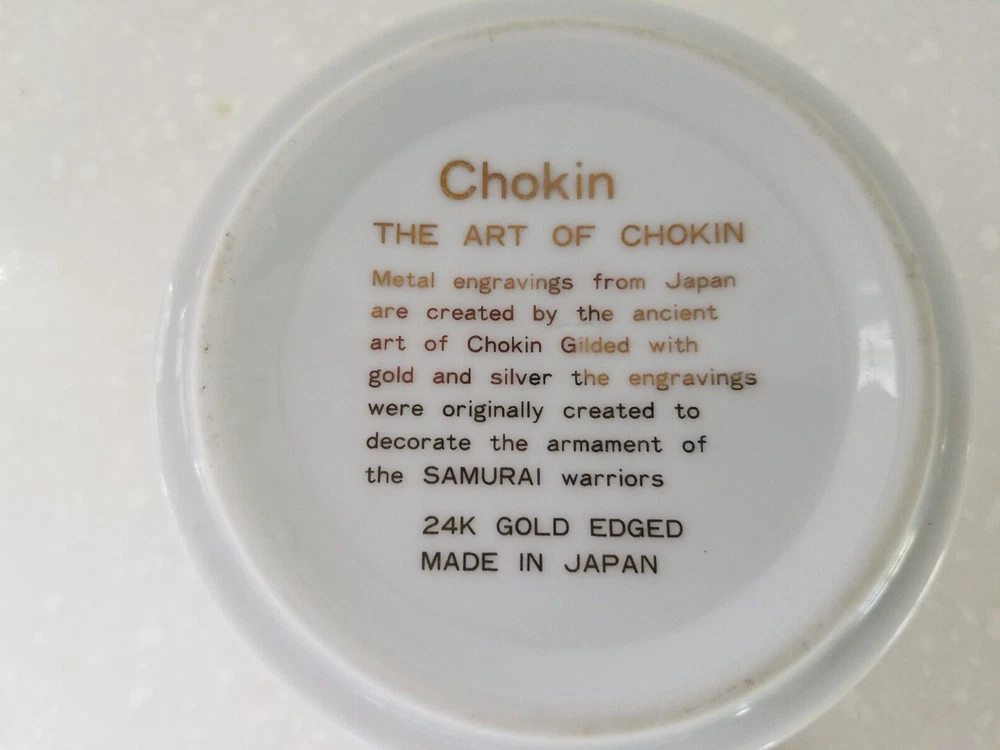 Chokin
THE ART OF CHOKIN
Metal engravings from Japan
are created by the ancient
art of Chokin Gilded with
gold and silver the engravings
were originally created to
decorate the armament of
the SAMURAI warriors
24K GOLD EDGED
MADE IN JAPAN